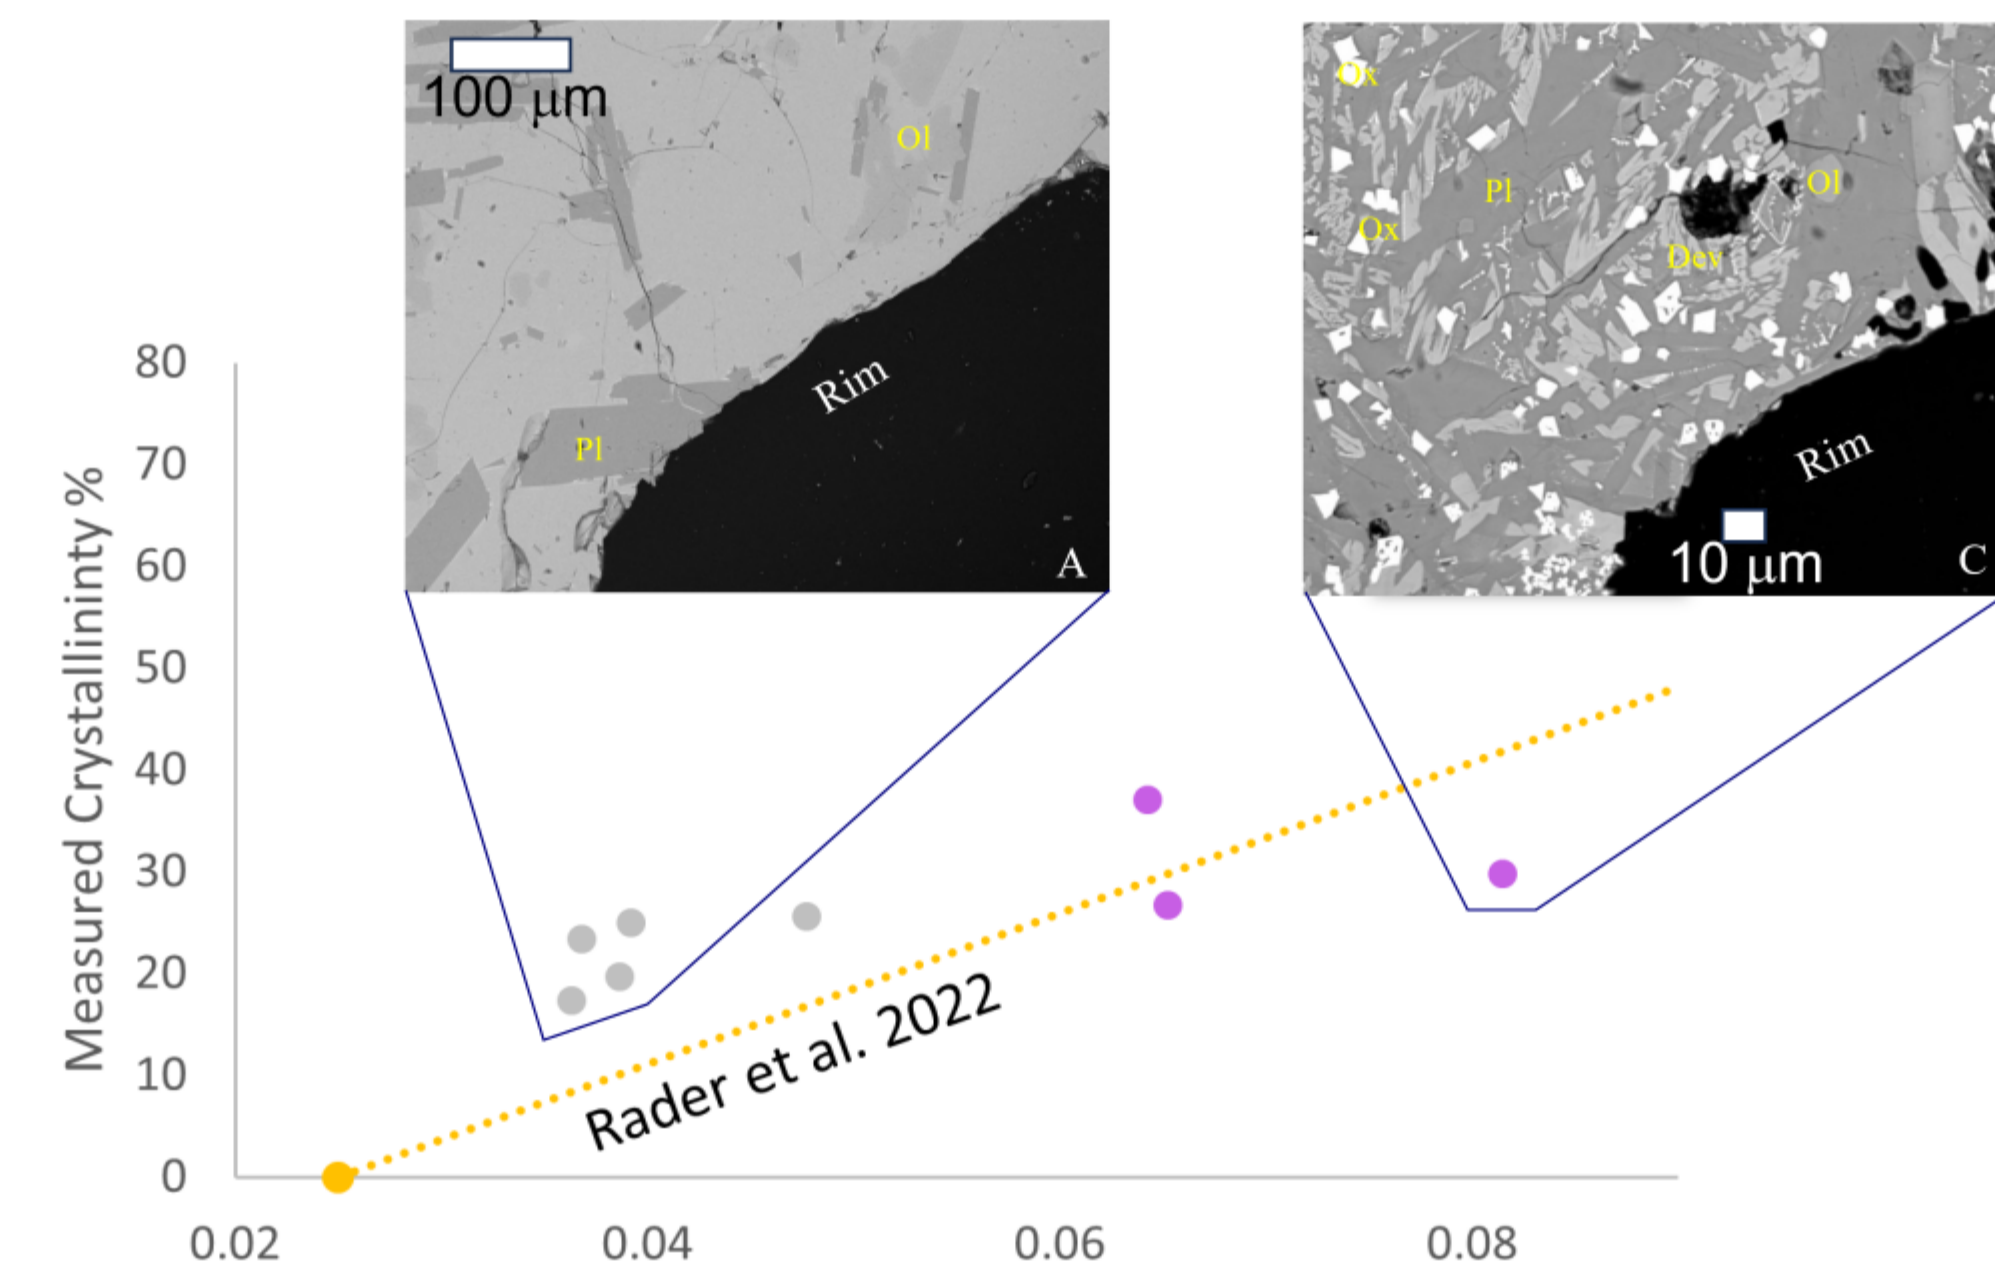 100 μm
Ol
Pl
Rim
A
Ox
Pl
Ol
Ox
Dev
Rim
10 μm
C
Measured Crystallininty %
80
70
60
50
40
30
20
10
0
Rader et al. 2022
0.02
0.04
0.06
0.08